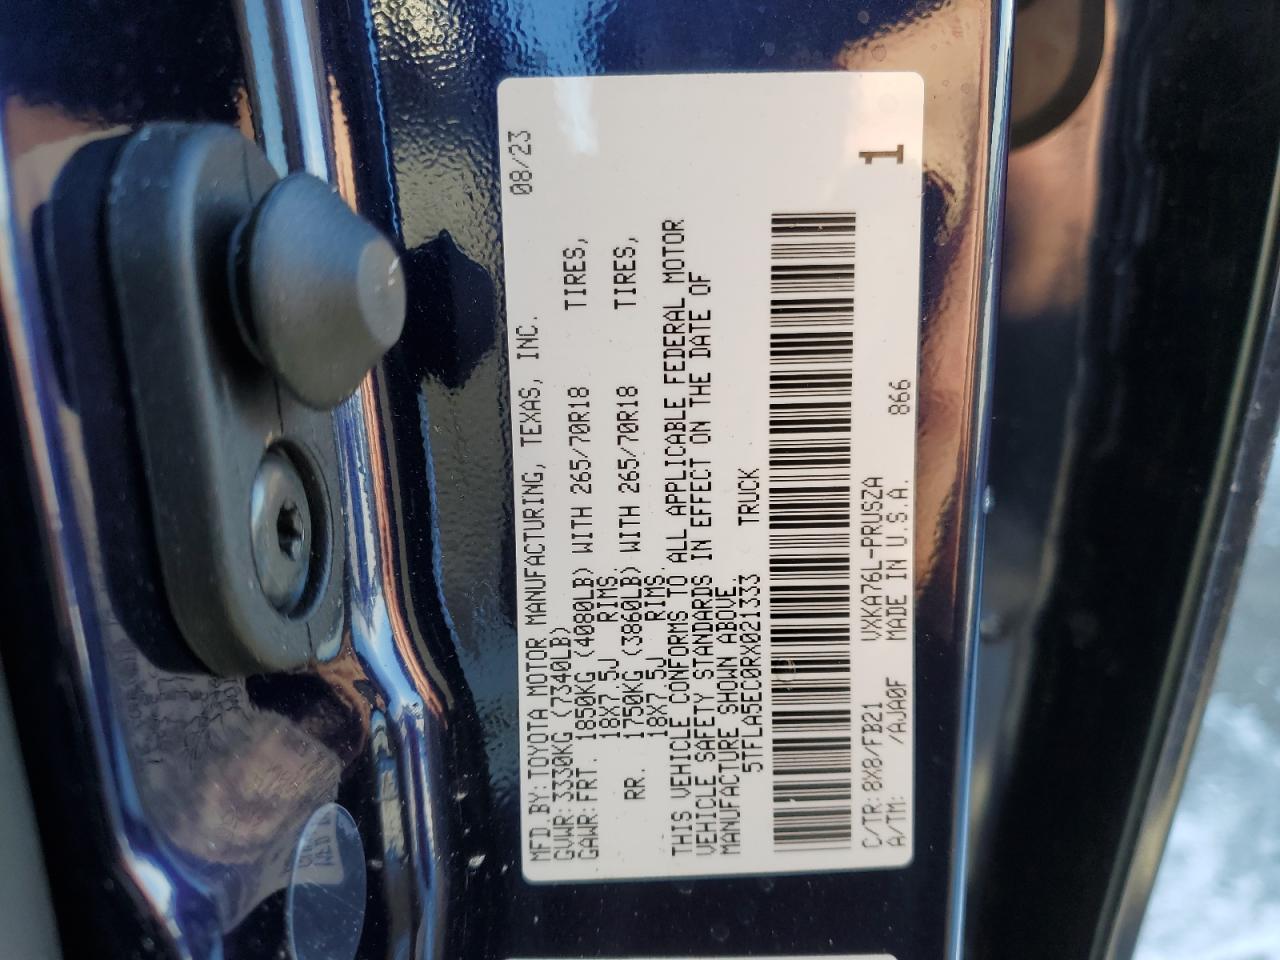 MFD BY: TOYOTA MOTOR MANUFACTURING, TEXAS, INC. 08/23
GVWR: 3330KG (7340LB)
GAWR: FRT. 1850KG (4080LB) WITH 265/70R18 TIRES,
18X7.5J RIMS.
RR. 1750KG (3860LB) WITH 265/70R18 TIRES,
18X7.5J RIMS.
THIS VEHICLE CONFORMS TO ALL APPLICABLE FEDERAL MOTOR
VEHICLE SAFETY STANDARDS IN EFFECT ON THE DATE OF
MANUFACTURE SHOWN ABOVE.
5TFLA5EC0RX021333 TRUCK
C/TR: 8X8/FB21 VXKA76L-PRUSZA 1
A/TM: /AJA0F MADE IN U.S.A. 866